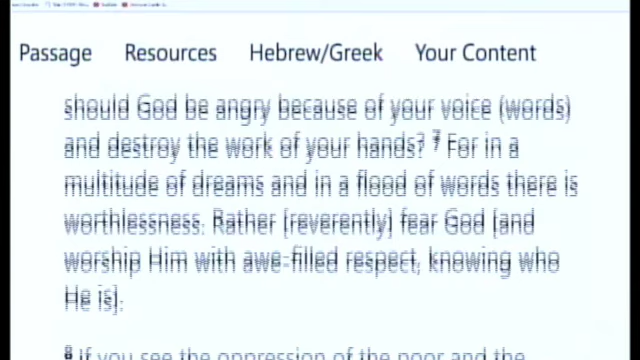 Passage Resources Hebrew/Greek Your Content
should God be angry because of your voice (words)
and destroy the work of your hands? 7 For in a
multitude of dreams and in a flood of words there is
worthlessness. Rather [reverently] fear God [and
worship Him with awe-filled respect, knowing who
He is].
8 If you see the oppression of the poor and the